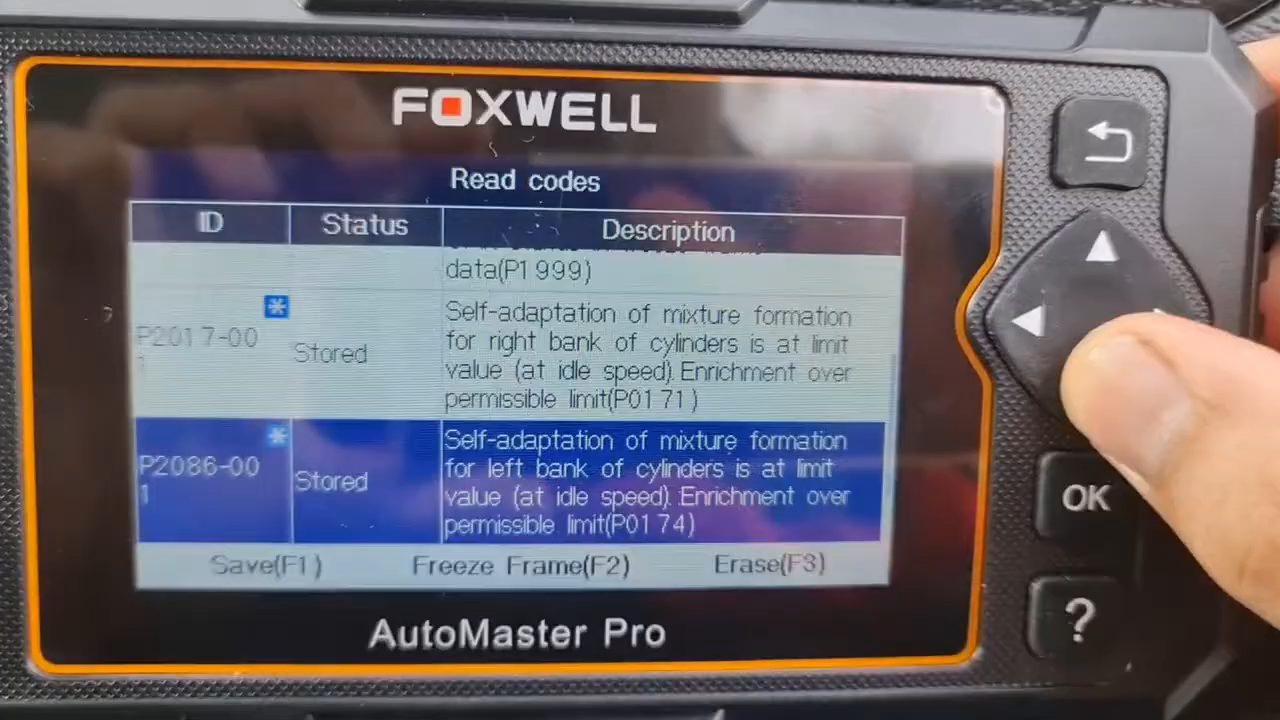 FOXWELL
Read codes
ID Status Description
data(P1999)
P2017-00
1
Stored
Self-adaptation of mixture formation
for right bank of cylinders is at limit
value (at idle speed).Enrichment over
permissible limit(P0171)
P2086-00
1
Stored
Self-adaptation of mixture formation
for left bank of cylinders is at limit
value (at idle speed).Enrichment over
permissible limit(P0174)
Save(F1) Freeze Frame(F2) Erase(F3)
AutoMaster Pro
OK
?